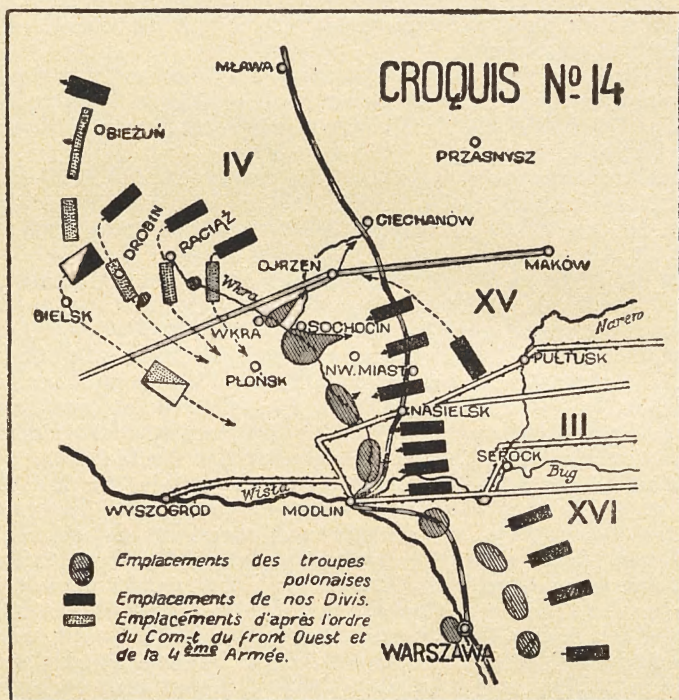 CROQUIS Nº 14
MŁAWA
BIEŻUŃ
PRZASNYSZ
IV
CIECHANÓW
DROBIN
RACIĄŻ
OJRZEŃ
MAKÓW
Wkra
XV
BIELSK
WKRA
SOCHOCIN
Narew
PUŁTUSK
PŁOŃSK
NW. MIASTO
NASIELSK
III
SEROCK
Bug
Wisła
WYSZOGRÓD
MODLIN
XVI
Emplacements des troupes
polonaises
Emplacements de nos Divis.
Emplacements d'après l'ordre
du Com-t du front Ouest et
de la 4ème Armée.
WARSZAWA